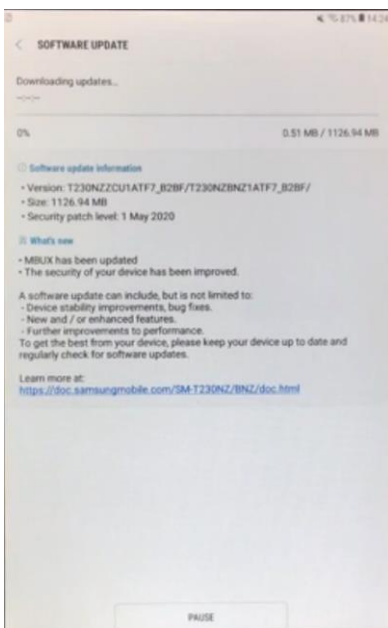 87% 14:24
SOFTWARE UPDATE
Downloading updates...
--:--:--
0% 0.51 MB / 1126.94 MB
Software update information
• Version: T230NZZCU1ATF7_B2BF/T230NZBNZ1ATF7_B2BF/
• Size: 1126.94 MB
• Security patch level: 1 May 2020
What's new
• MBUX has been updated
• The security of your device has been improved.
A software update can include, but is not limited to:
- Device stability improvements, bug fixes.
- New and / or enhanced features.
- Further improvements to performance.
To get the best from your device, please keep your device up to date and
regularly check for software updates.
Learn more at:
https://doc.samsungmobile.com/SM-T230NZ/BNZ/doc.html
PAUSE